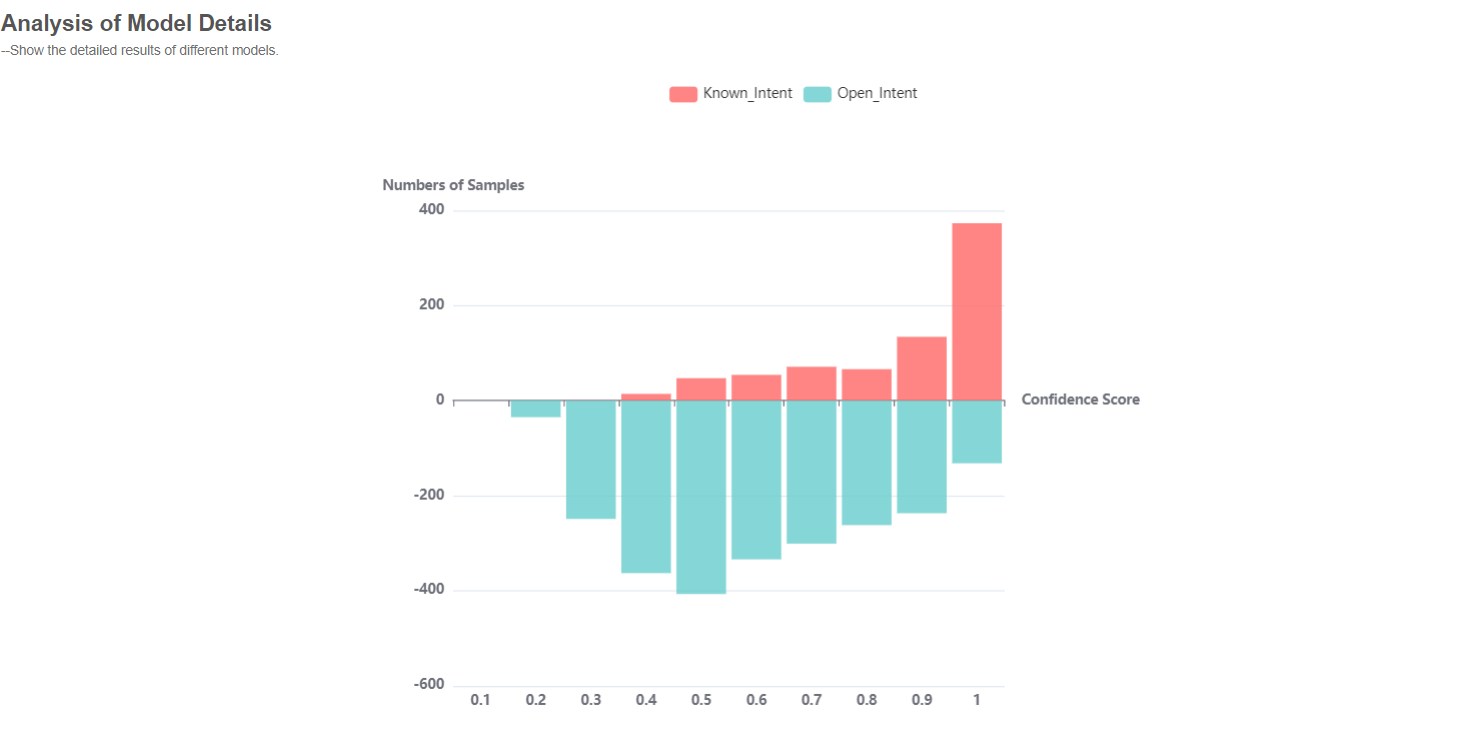 Analysis of Model Details
--Show the detailed results of different models.
Known_Intent Open_Intent
Numbers of Samples
400
200
0
Confidence Score
-200
-400
-600
0.1 0.2 0.3 0.4 0.5 0.6 0.7 0.8 0.9 1